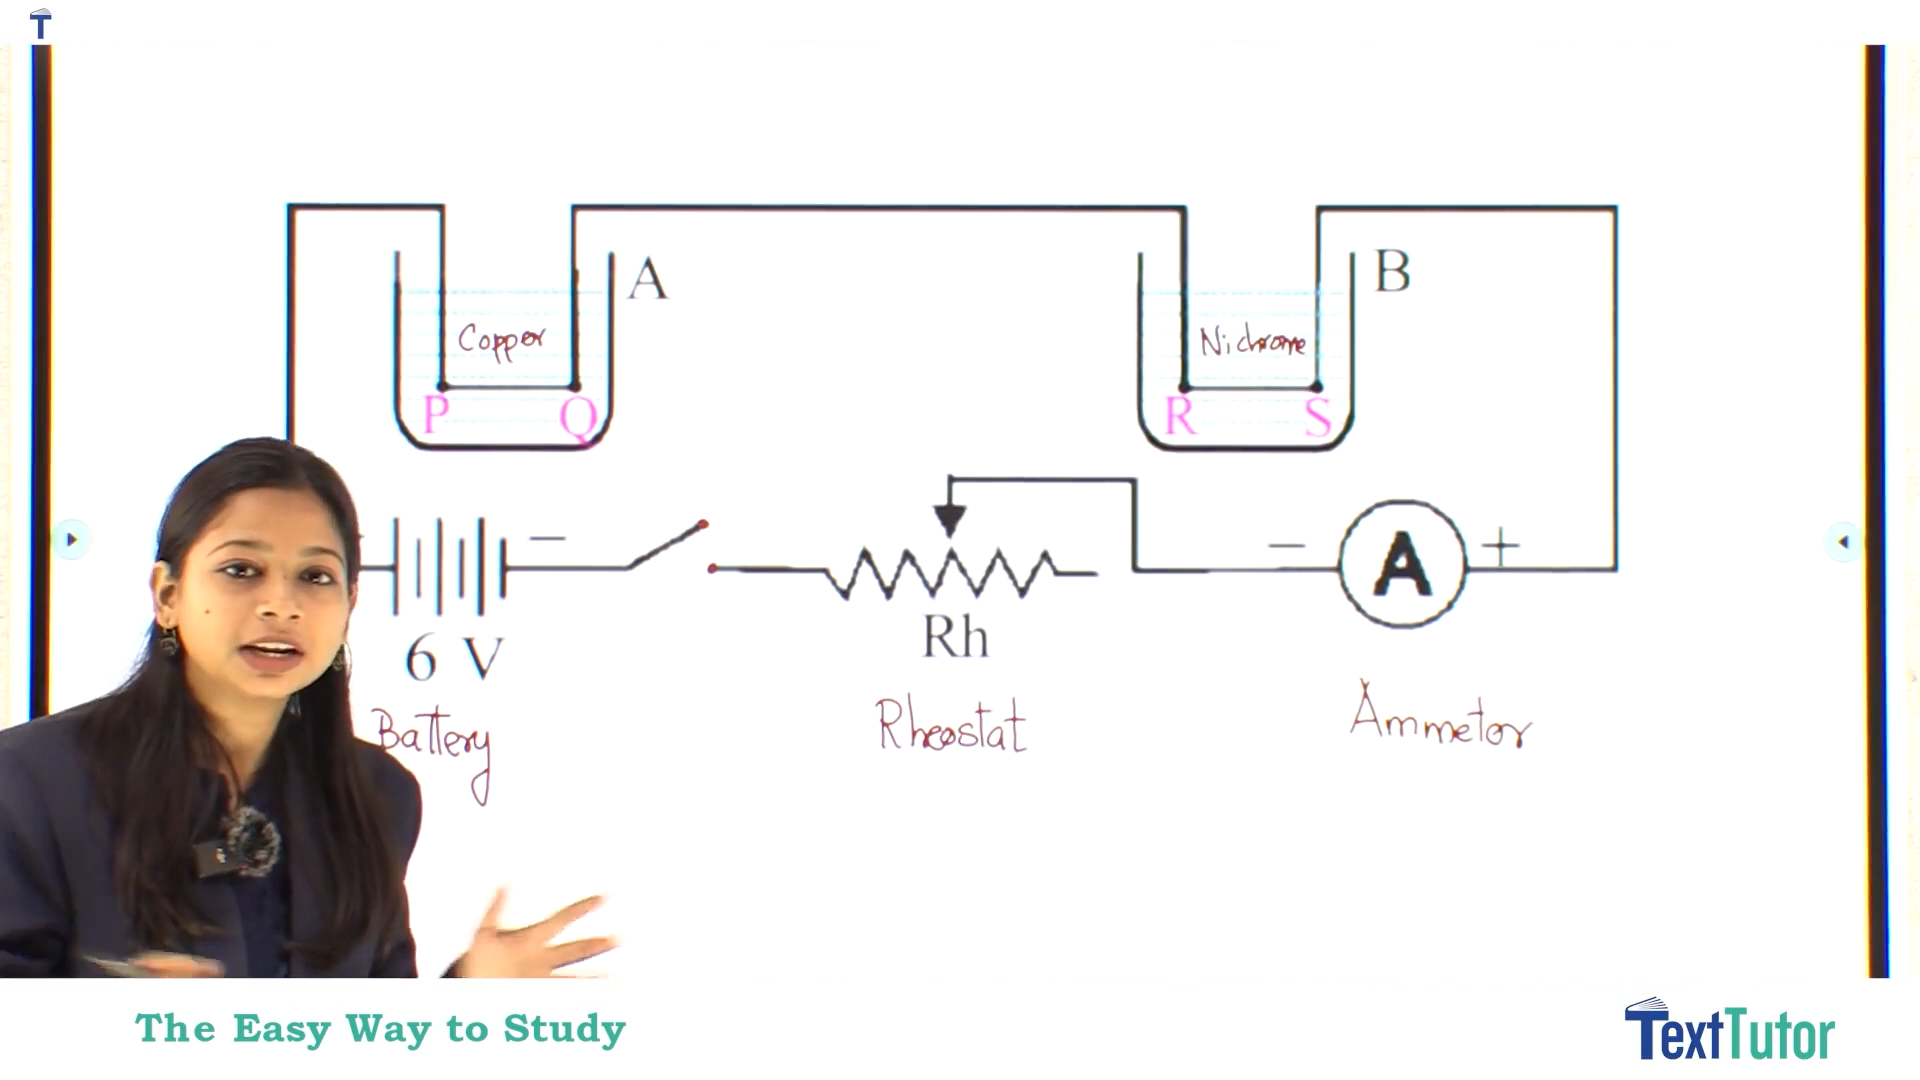 T
A
B
Copper
Nichrome
P Q
R S
−
− A +
6 V
Rh
Battery
Rheostat
Ammetor
The Easy Way to Study
TextTutor